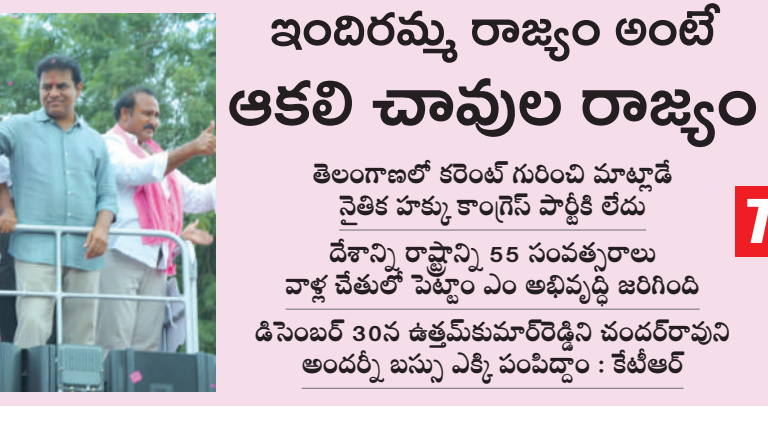 ఇందిరమ్మ రాజ్యం అంటే
ఆకలి చావుల రాజ్యం
తెలంగాణలో కరెంట్ గురించి మాట్లాడే
నైతిక హక్కు కాంగ్రెస్ పార్టీకి లేదు
దేశాన్ని రాష్ట్రాన్ని 55 సంవత్సరాలు
వాళ్ల చేతులో పెట్టాం ఎం అభివృద్ధి జరిగింది
డిసెంబర్ 30న ఉత్తమ్‌కుమార్‌రెడ్డిని చందర్‌రావుని
అందర్నీ బస్సు ఎక్కి పంపిద్దాం : కేటీఆర్